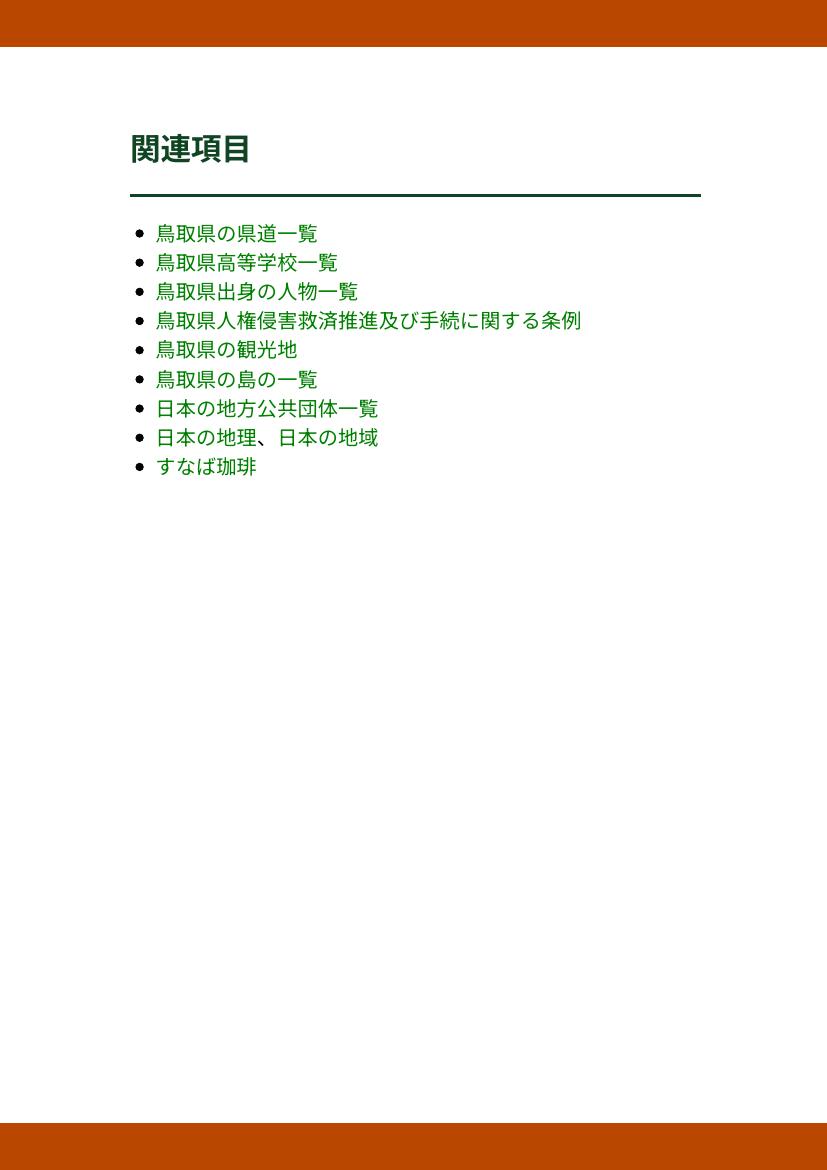 関連項目
鳥取県の県道一覧
鳥取県高等学校一覧
鳥取県出身の人物一覧
鳥取県人権侵害救済推進及び手続に関する条例
鳥取県の観光地
鳥取県の島の一覧
日本の地方公共団体一覧
日本の地理、日本の地域
すなば珈琲